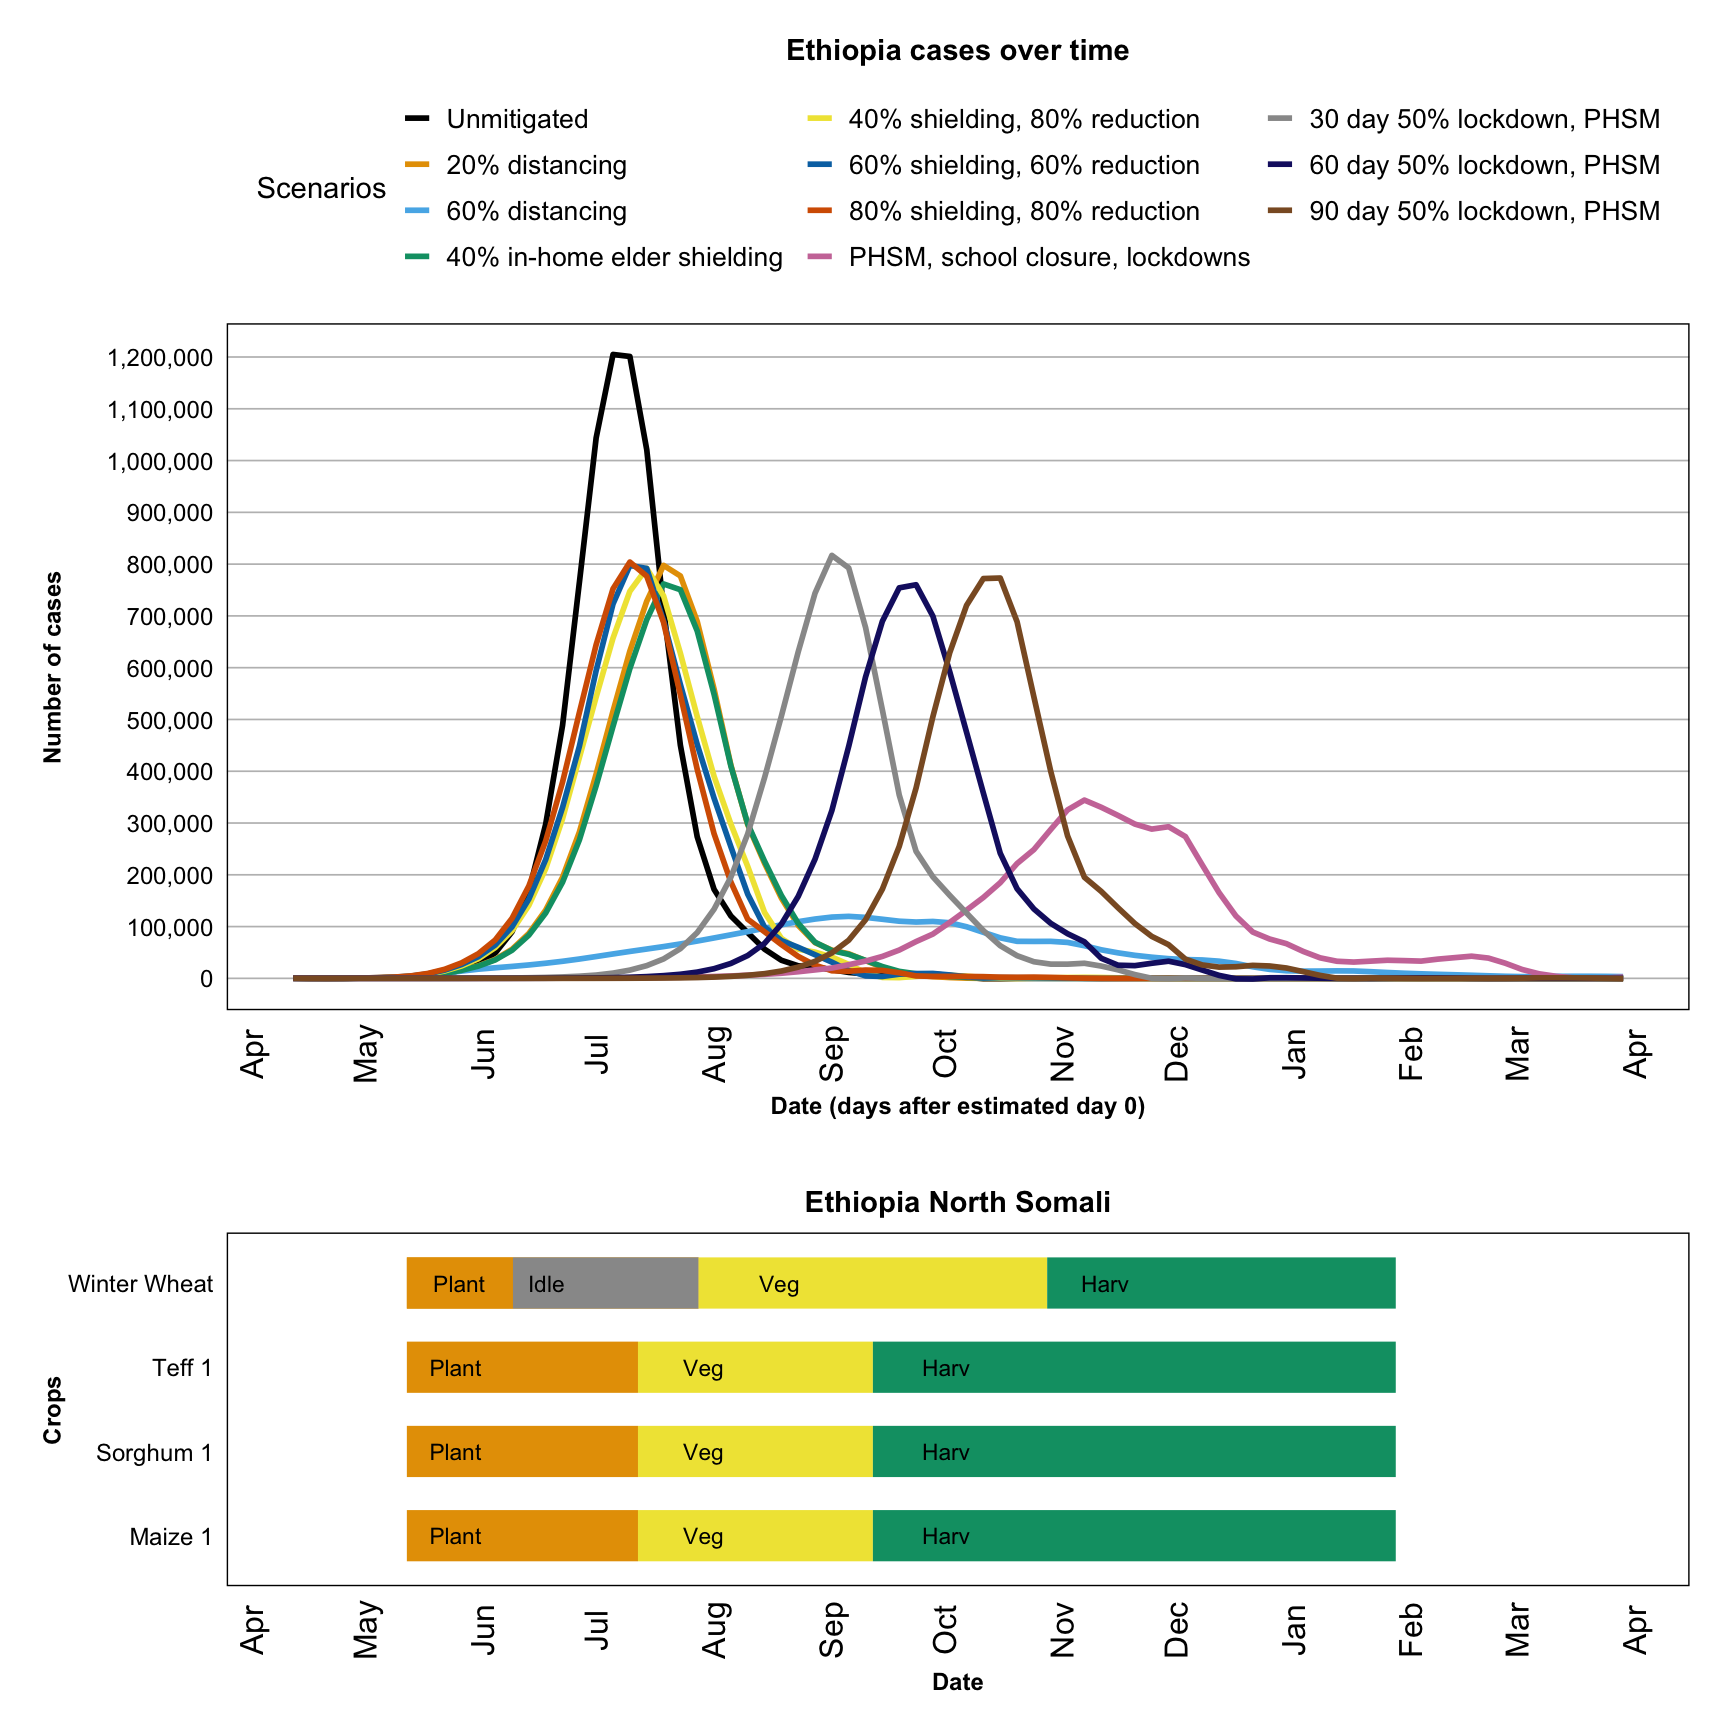 Ethiopia cases over time
Scenarios
Unmitigated
20% distancing
60% distancing
40% in-home elder shielding
40% shielding, 80% reduction
60% shielding, 60% reduction
80% shielding, 80% reduction
PHSM, school closure, lockdowns
30 day 50% lockdown, PHSM
60 day 50% lockdown, PHSM
90 day 50% lockdown, PHSM
Number of cases
1,200,000
1,100,000
1,000,000
900,000
800,000
700,000
600,000
500,000
400,000
300,000
200,000
100,000
0
Apr May Jun Jul Aug Sep Oct Nov Dec Jan Feb Mar Apr
Date (days after estimated day 0)
Ethiopia North Somali
Crops
Winter Wheat Plant Idle Veg Harv
Teff 1 Plant Veg Harv
Sorghum 1 Plant Veg Harv
Maize 1 Plant Veg Harv
Apr May Jun Jul Aug Sep Oct Nov Dec Jan Feb Mar Apr
Date